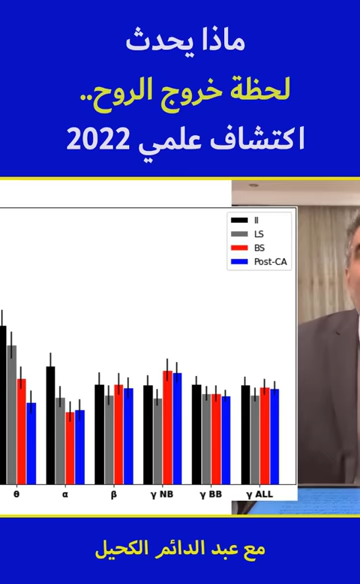 ماذا يحدث
لحظة خروج الروح..
اكتشاف علمي 2022
II
LS
BS
Post-CA
θ α β γ NB γ BB γ ALL
مع عبد الدائم الكحيل